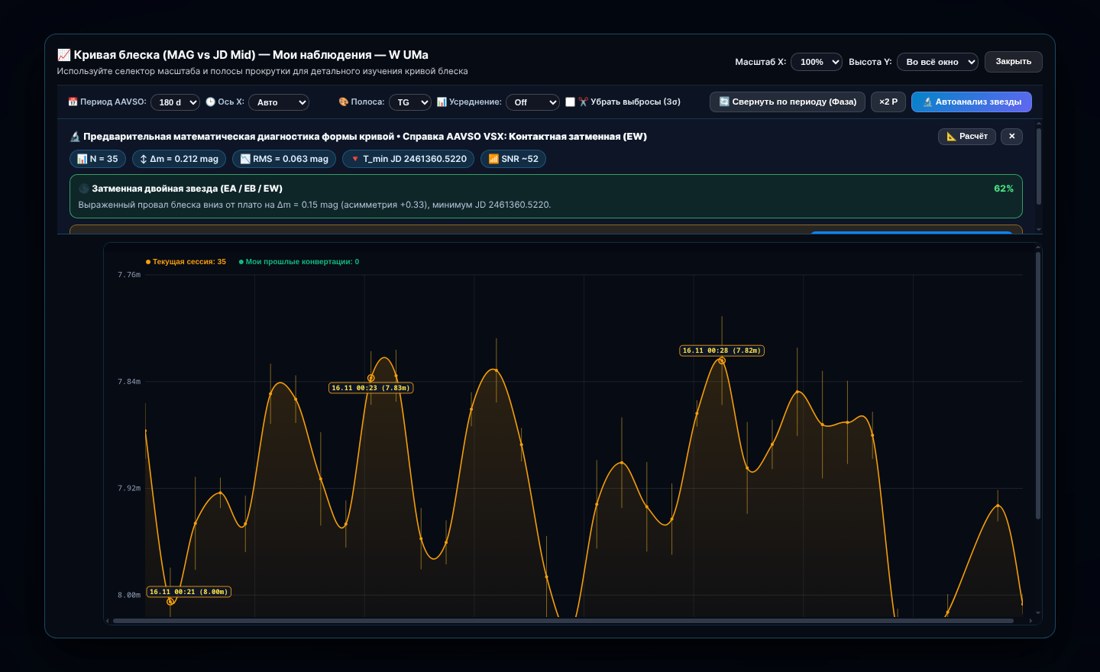 📈 Кривая блеска (MAG vs JD Mid) — Мои наблюдения — W UMa
Используйте селектор масштаба и полосы прокрутки для детального изучения кривой блеска
Масштаб X: 100% Высота Y: Во всё окно Закрыть
📅 Период AAVSO: 180 d 🕒 Ось X: Авто 🎨 Полоса: TG 📊 Усреднение: Off ✂️ Убрать выбросы (3σ) 🔄 Свернуть по периоду (Фаза) ×2 P 🔬 Автоанализ звезды
🔬 Предварительная математическая диагностика формы кривой • Справка AAVSO VSX: Контактная затменная (EW) 📐 Расчёт ✕
📊 N = 35 ↕ Δm = 0.212 mag 📉 RMS = 0.063 mag 🔻 T_min JD 2461360.5220 📶 SNR ~52
🌑 Затменная двойная звезда (EA / EB / EW) 62%
Выраженный провал блеска вниз от плато на Δm = 0.15 mag (асимметрия +0.33), минимум JD 2461360.5220.
Текущая сессия: 35 Мои прошлые конвертации: 0
7.76m
16.11 00:28 (7.82m)
7.84m
16.11 00:23 (7.83m)
7.92m
16.11 00:21 (8.00m)
8.00m